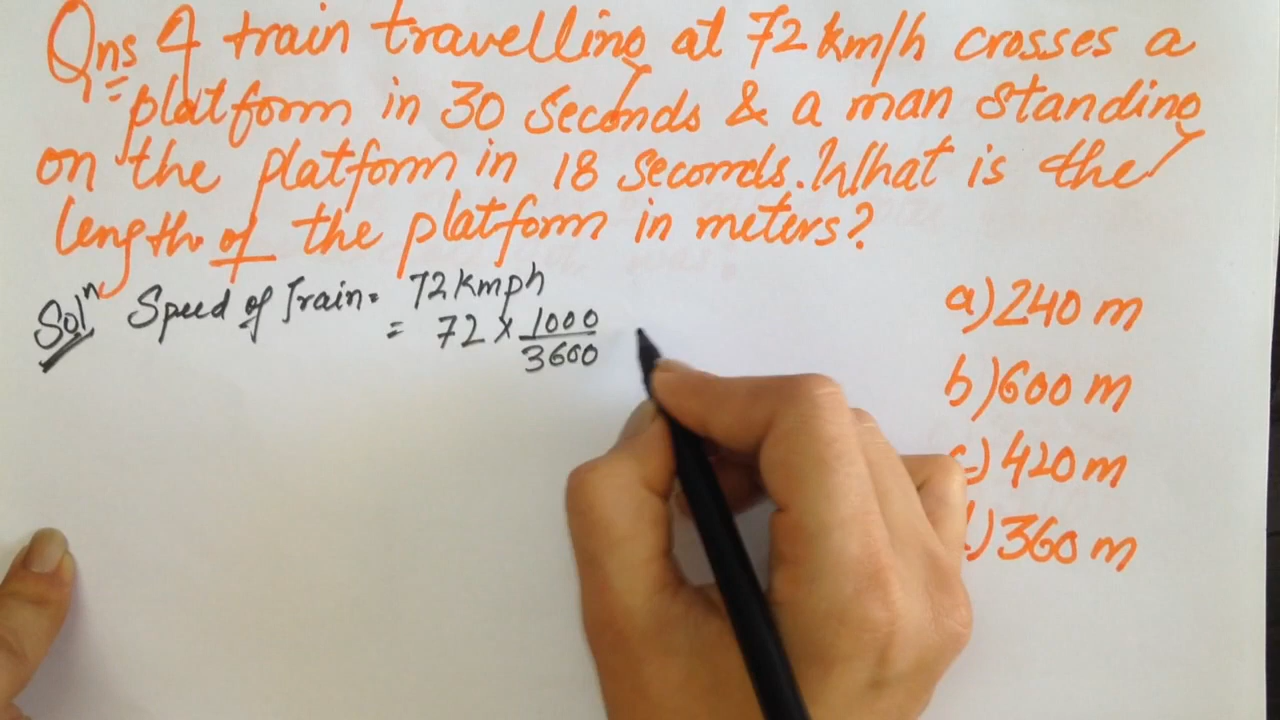 Qns A train travelling at 72 km/h crosses a
platform in 30 seconds & a man standing
on the platform in 18 seconds. What is the
length of the platform in meters?
Solⁿ Speed of Train = 72 kmph
= 72 × 1000/3600
a) 240 m
b) 600 m
c) 420 m
d) 360 m